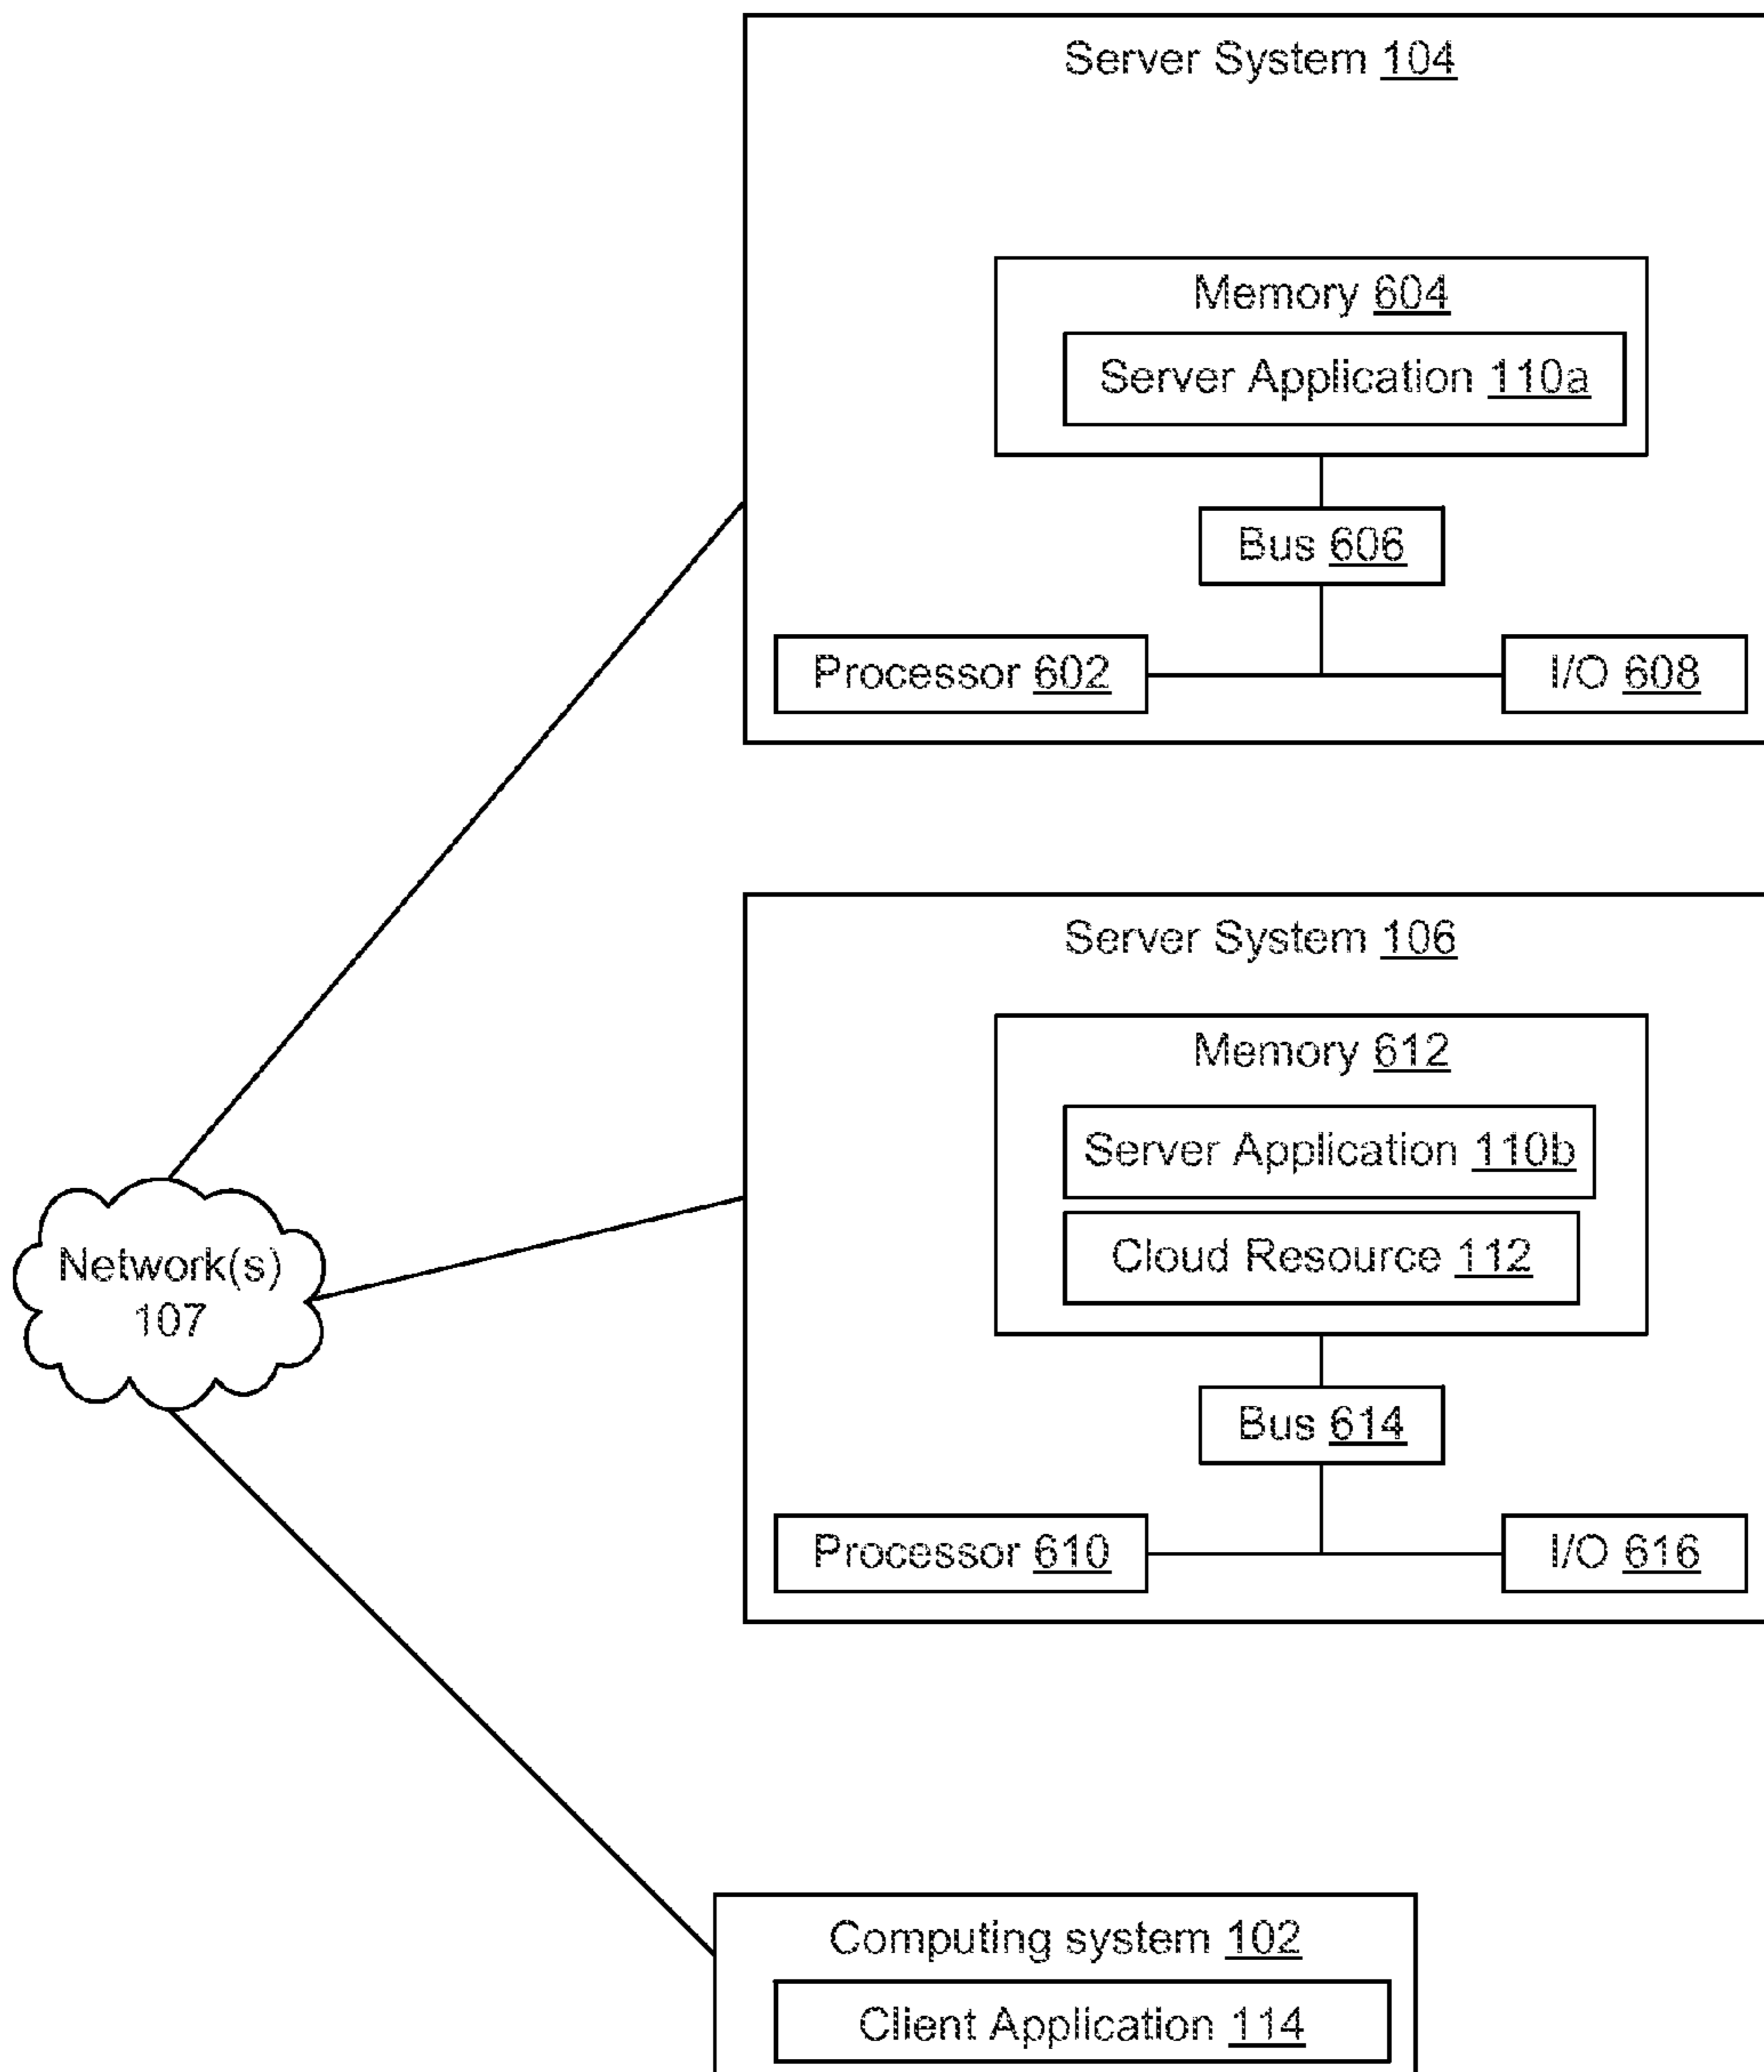 Server System 104
Memory 604
Server Application 110a
Bus 606
Processor 602
I/O 608
Server System 106
Memory 612
Server Application 110b
Cloud Resource 112
Bus 614
Processor 610
I/O 616
Network(s)
107
Computing system 102
Client Application 114